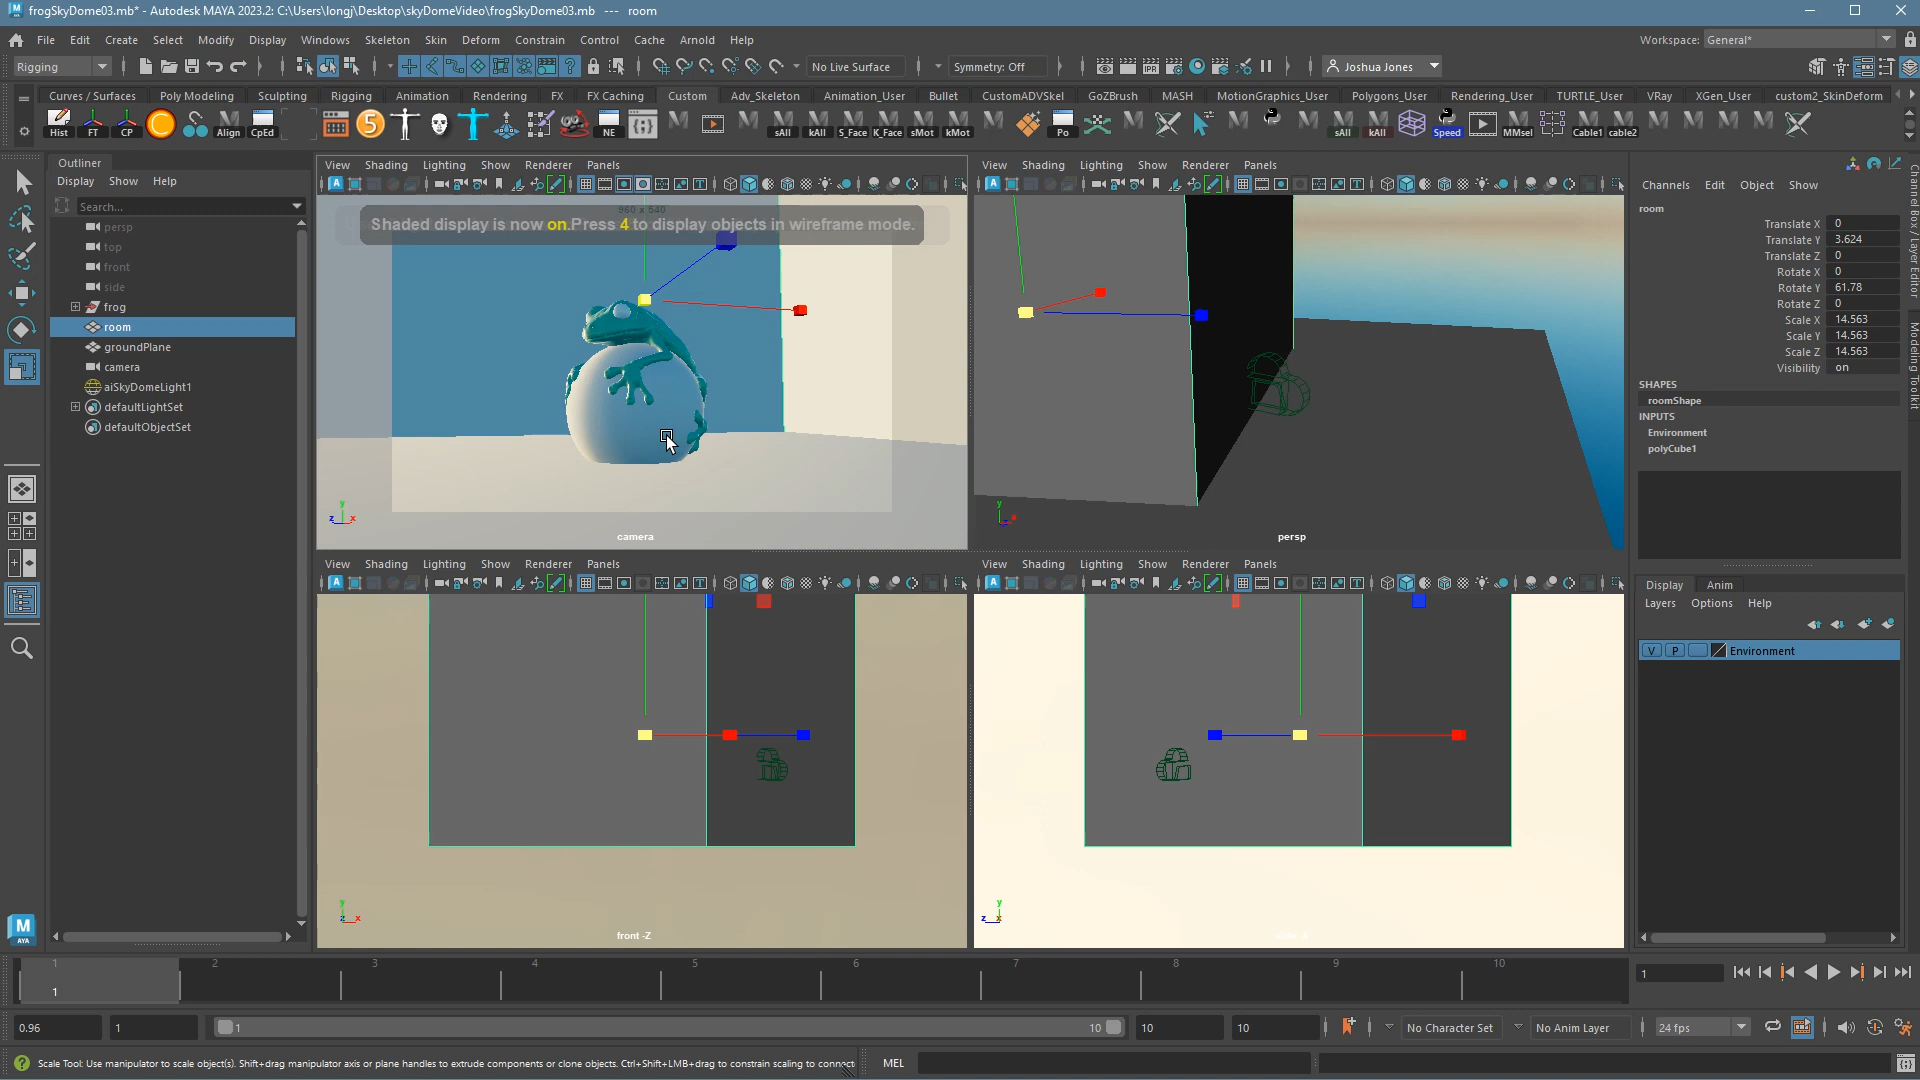 frogSkyDome03.mb* - Autodesk MAYA 2023.2: C:\Users\longj\Desktop\skyDomeVideo\frogSkyDome03.mb --- room
File Edit Create Select Modify Display Windows Skeleton Skin Deform Constrain Control Cache Arnold Help
Workspace: General*
Rigging
No Live Surface
Symmetry: Off
Joshua Jones
Curves / Surfaces Poly Modeling Sculpting Rigging Animation Rendering FX FX Caching Custom Adv_Skeleton Animation_User Bullet CustomADVSkel GoZBrush MASH MotionGraphics_User Polygons_User Rendering_User TURTLE_User VRay XGen_User custom2_SkinDeform
Hist FT CP Align CpEd 5 NE sAll kAll S_Face K_Face sMot kMot Po sAll kAll Speed MMsel Cable1 cable2
Outliner
Display Show Help
Search...
persp
top
front
side
frog
room
groundPlane
camera
aiSkyDomeLight1
defaultLightSet
defaultObjectSet
View Shading Lighting Show Renderer Panels
960 x 540
Shaded display is now on.Press 4 to display objects in wireframe mode.
camera
View Shading Lighting Show Renderer Panels
persp
View Shading Lighting Show Renderer Panels
front -Z
View Shading Lighting Show Renderer Panels
Channels Edit Object Show
room
Translate X 0
Translate Y 3.624
Translate Z 0
Rotate X 0
Rotate Y 61.78
Rotate Z 0
Scale X 14.563
Scale Y 14.563
Scale Z 14.563
Visibility on
SHAPES
roomShape
INPUTS
Environment
polyCube1
Channel Box / Layer Editor
Modeling Toolkit
Display Anim
Layers Options Help
V P Environment
M
AYA
1 2 3 4 5 6 7 8 9 10
1
1
0.96
1
1
10
10
10
No Character Set
No Anim Layer
24 fps
Scale Tool: Use manipulator to scale object(s). Shift+drag manipulator axis or plane handles to extrude components or clone objects. Ctrl+Shift+LMB+drag to constrain scaling to connect
MEL